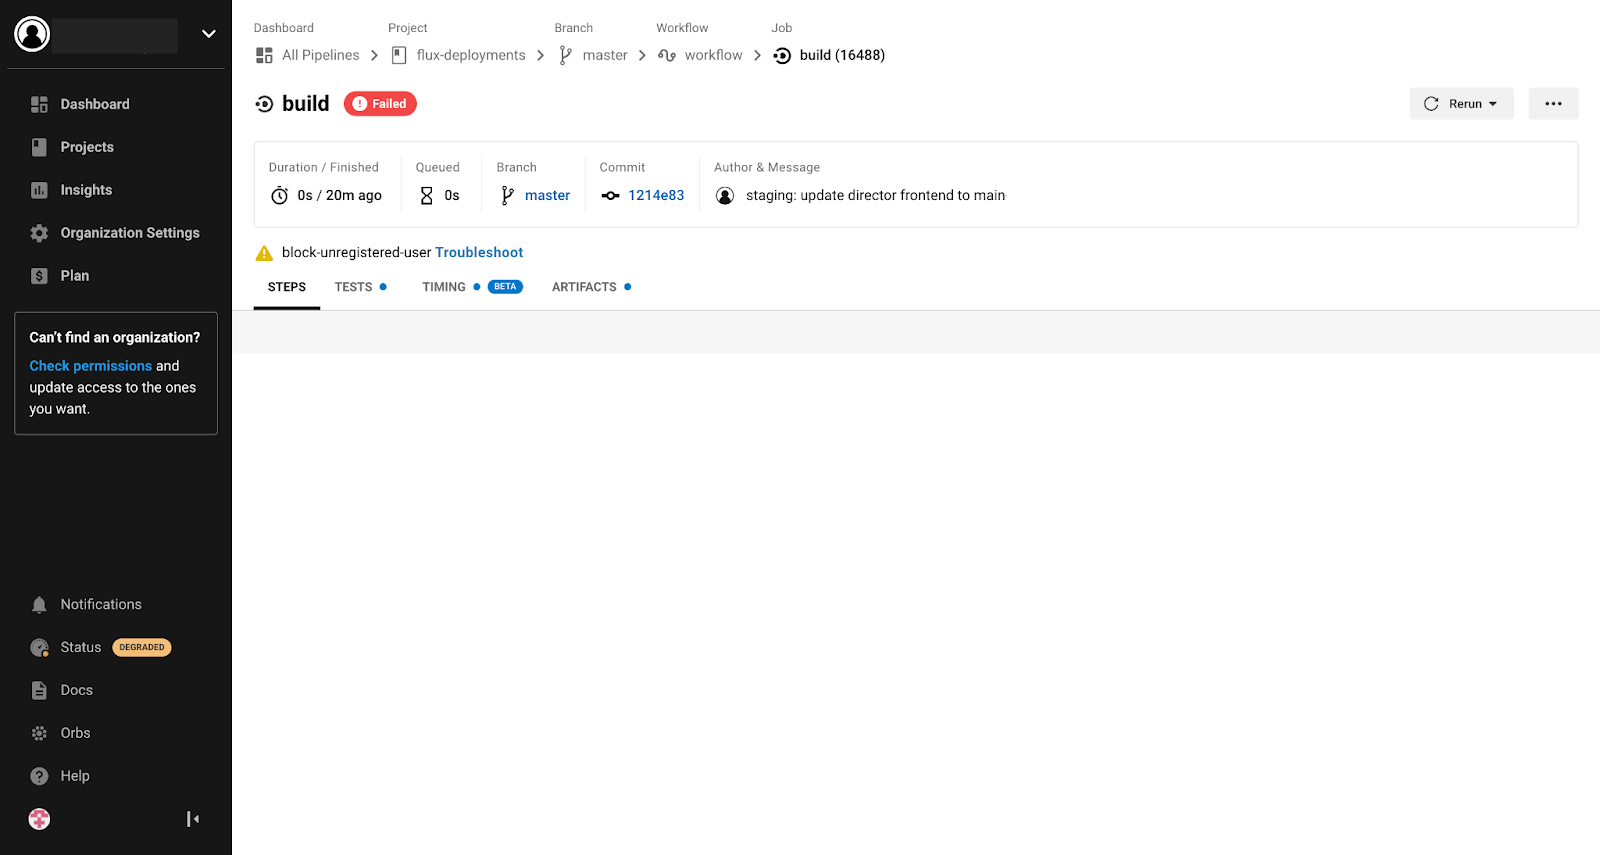 Dashboard
Projects
Insights
Organization Settings
Plan
Can't find an organization?
Check permissions and
update access to the ones
you want.
Notifications
Status DEGRADED
Docs
Orbs
Help
Dashboard Project Branch Workflow Job
All Pipelines flux-deployments master workflow build (16488)
build Failed
Rerun
Duration / Finished Queued Branch Commit Author & Message
0s / 20m ago 0s master 1214e83 staging: update director frontend to main
block-unregistered-user Troubleshoot
STEPS TESTS TIMING BETA ARTIFACTS